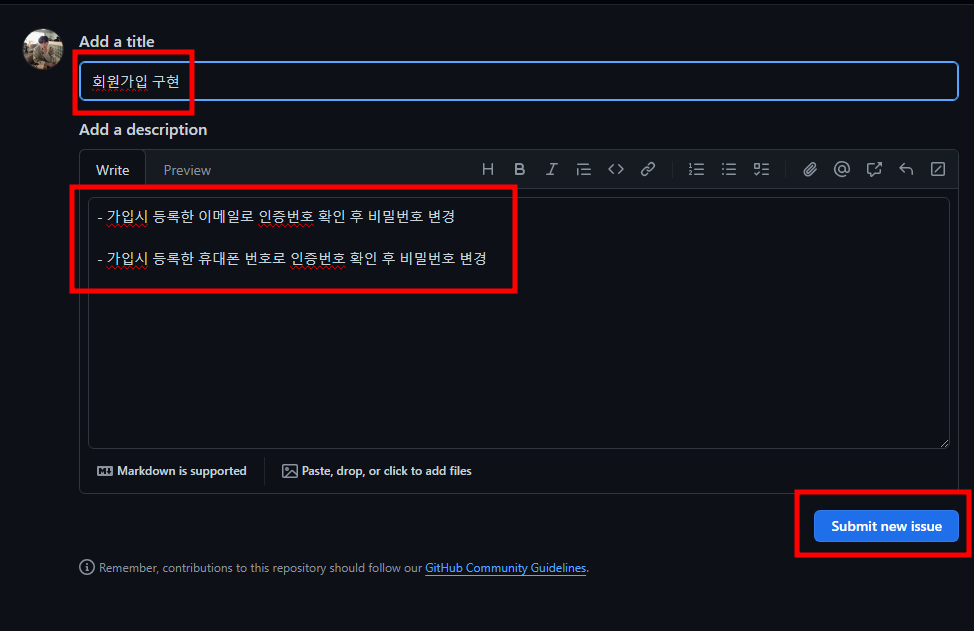 Add a title
회원가입 구현
Add a description
Write Preview
- 가입시 등록한 이메일로 인증번호 확인 후 비밀번호 변경
- 가입시 등록한 휴대폰 번호로 인증번호 확인 후 비밀번호 변경
Markdown is supported Paste, drop, or click to add files
Submit new issue
Remember, contributions to this repository should follow our GitHub Community Guidelines.